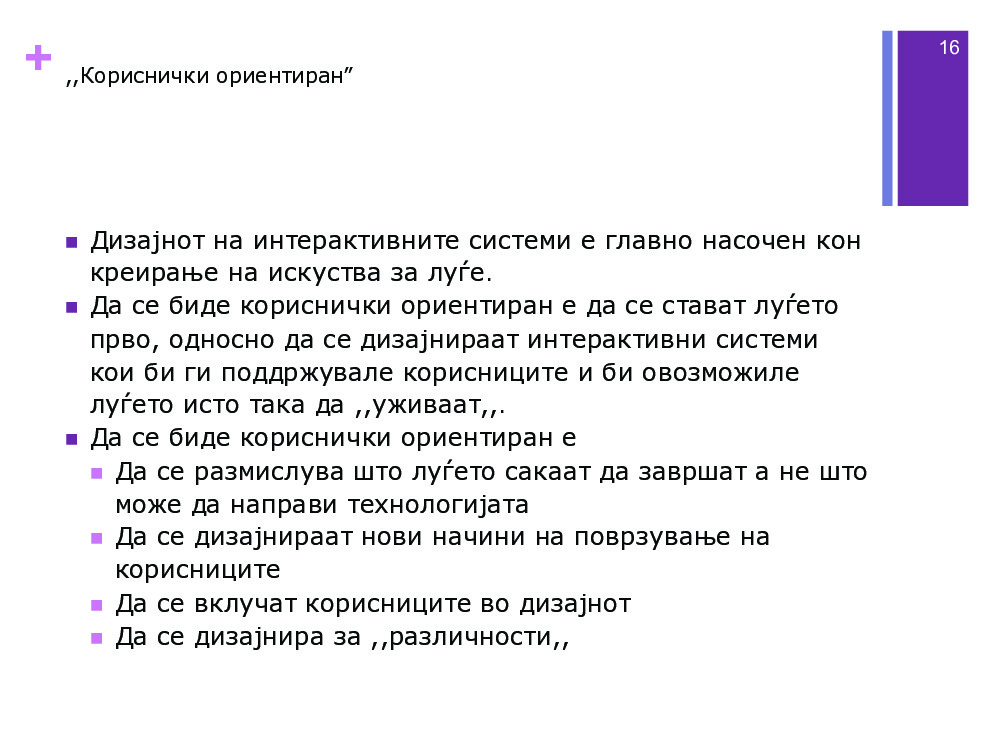 16
,,Кориснички ориентиран”
Дизајнот на интерактивните системи е главно насочен кон
креирање на искуства за луѓе.
Да се биде кориснички ориентиран е да се стават луѓето
прво, односно да се дизајнираат интерактивни системи
кои би ги поддржувале корисниците и би овозможиле
луѓето исто така да ,,уживаат,,.
Да се биде кориснички ориентиран е
Да се размислува што луѓето сакаат да завршат а не што
може да направи технологијата
Да се дизајнираат нови начини на поврзување на
корисниците
Да се вклучат корисниците во дизајнот
Да се дизајнира за ,,различности,,